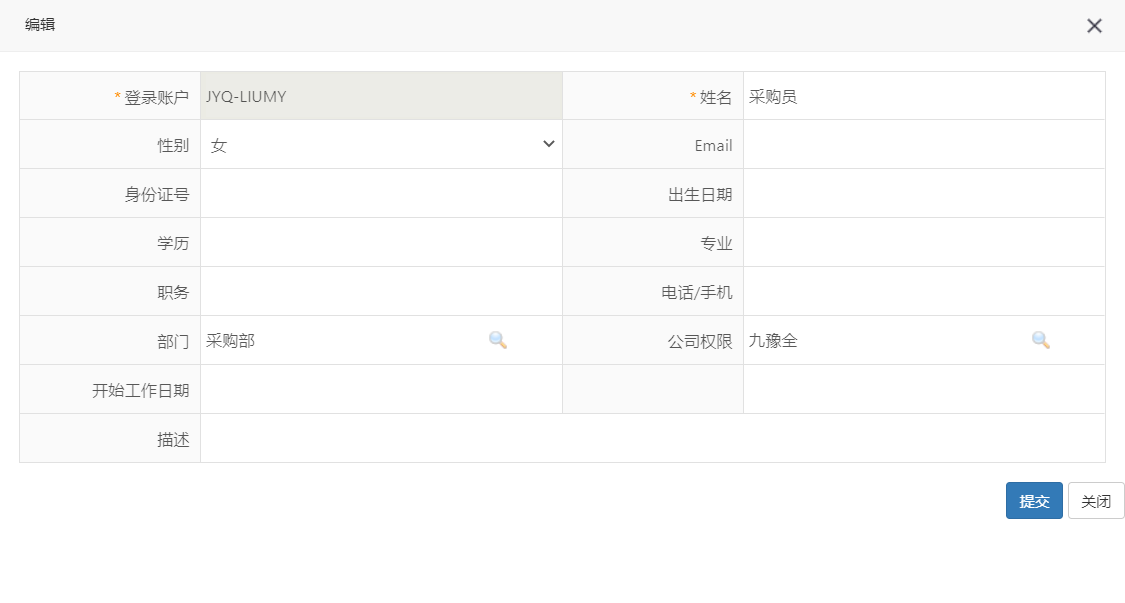 编辑
* 登录账户 JYQ-LIUMY * 姓名 采购员
性别 女 Email
身份证号 出生日期
学历 专业
职务 电话/手机
部门 采购部 公司权限 九豫全
开始工作日期
描述
提交 关闭